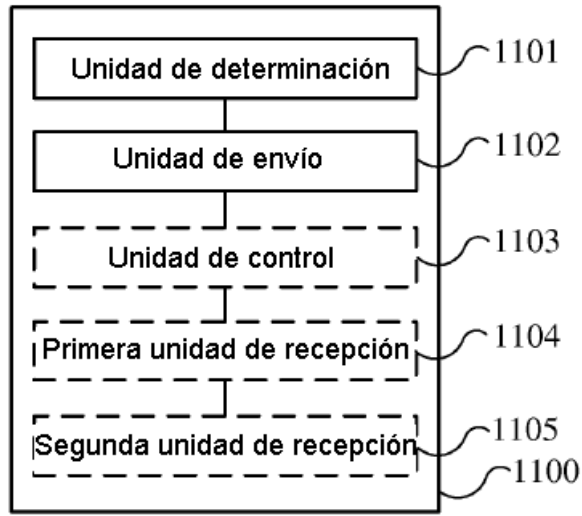 Unidad de determinación 1101
Unidad de envío 1102
Unidad de control 1103
Primera unidad de recepción 1104
Segunda unidad de recepción 1105
1100